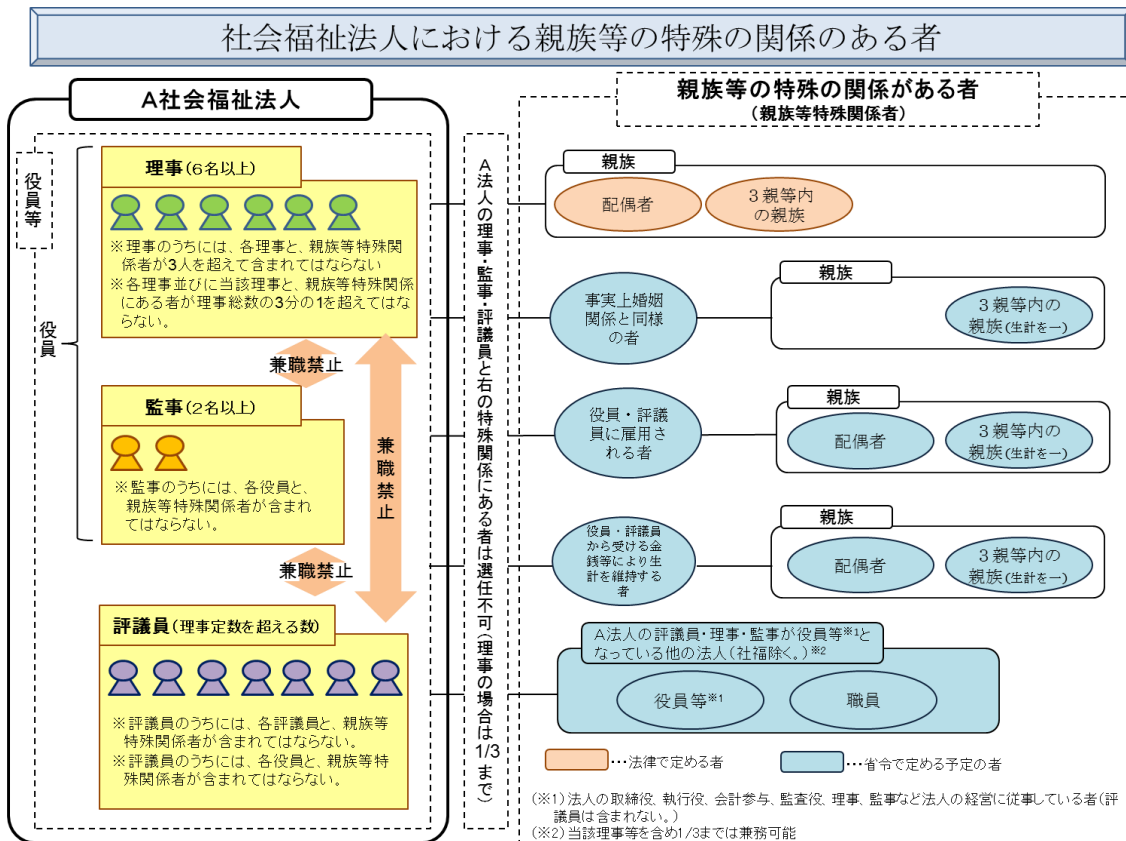 社会福祉法人における親族等の特殊の関係のある者
A社会福祉法人
役員等
役員
理事(6名以上)
※理事のうちには、各理事と、親族等特殊関
係者が3人を超えて含まれてはならない
※各理事並びに当該理事と、親族等特殊関係
にある者が理事総数の3分の1を超えてはな
らない。
兼職禁止
監事(2名以上)
※監事のうちには、各役員と、
親族等特殊関係者が含まれ
てはならない。
兼職禁止
兼職禁止
評議員(理事定数を超える数)
※評議員のうちには、各評議員と、親族等
特殊関係者が含まれてはならない。
※評議員のうちには、各役員と、親族等特
殊関係者が含まれてはならない。
A法人の理事・監事・評議員と右の特殊関係にある者は選任不可(理事の場合は1/3まで)
親族等の特殊の関係がある者
(親族等特殊関係者)
親族
配偶者
3親等内
の親族
事実上婚姻
関係と同様
の者
親族
3親等内の
親族(生計を一)
役員・評議
員に雇用さ
れる者
親族
配偶者
3親等内の
親族(生計を一)
役員・評議員
から受ける金
銭等により生
計を維持する
者
親族
配偶者
3親等内の
親族(生計を一)
A法人の評議員・理事・監事が役員等※1と
なっている他の法人(社福除く。)※2
役員等※1
職員
…法律で定める者
…省令で定める予定の者
(※1)法人の取締役、執行役、会計参与、監査役、理事、監事など法人の経営に従事している者(評
議員は含まれない。)
(※2)当該理事等を含め1/3までは兼務可能